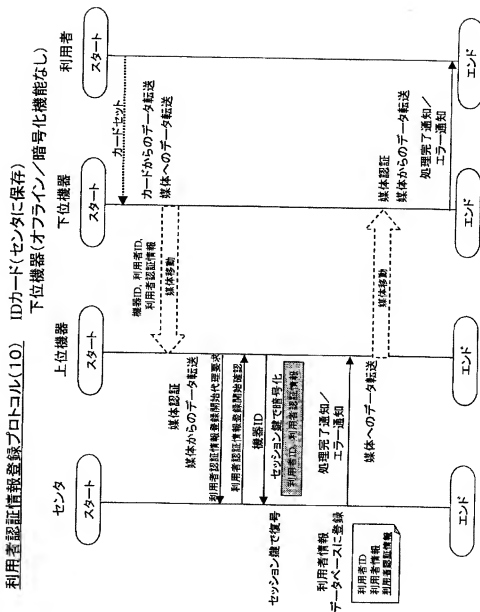 利用者認証情報登録プロトコル(10) IDカード(センタに保存)
下位機器(オフライン/暗号化機能なし)
センタ
上位機器
下位機器
利用者
スタート
スタート
スタート
スタート
カードセット
カードからのデータ転送
媒体へのデータ転送
機器ID、利用者ID、
利用者認証情報
媒体移動
媒体認証
媒体からのデータ転送
利用者認証情報登録開始代理要求
利用者認証情報登録開始確認
機器ID
セッション鍵で暗号化
利用者ID、利用者認証情報
セッション鍵で復号
利用者情報
データベースに登録
利用者ID
利用者情報
利用者認証情報
処理完了通知/
エラー通知
媒体へのデータ転送
媒体移動
媒体認証
媒体からのデータ転送
処理完了通知/
エラー通知
エンド
エンド
エンド
エンド